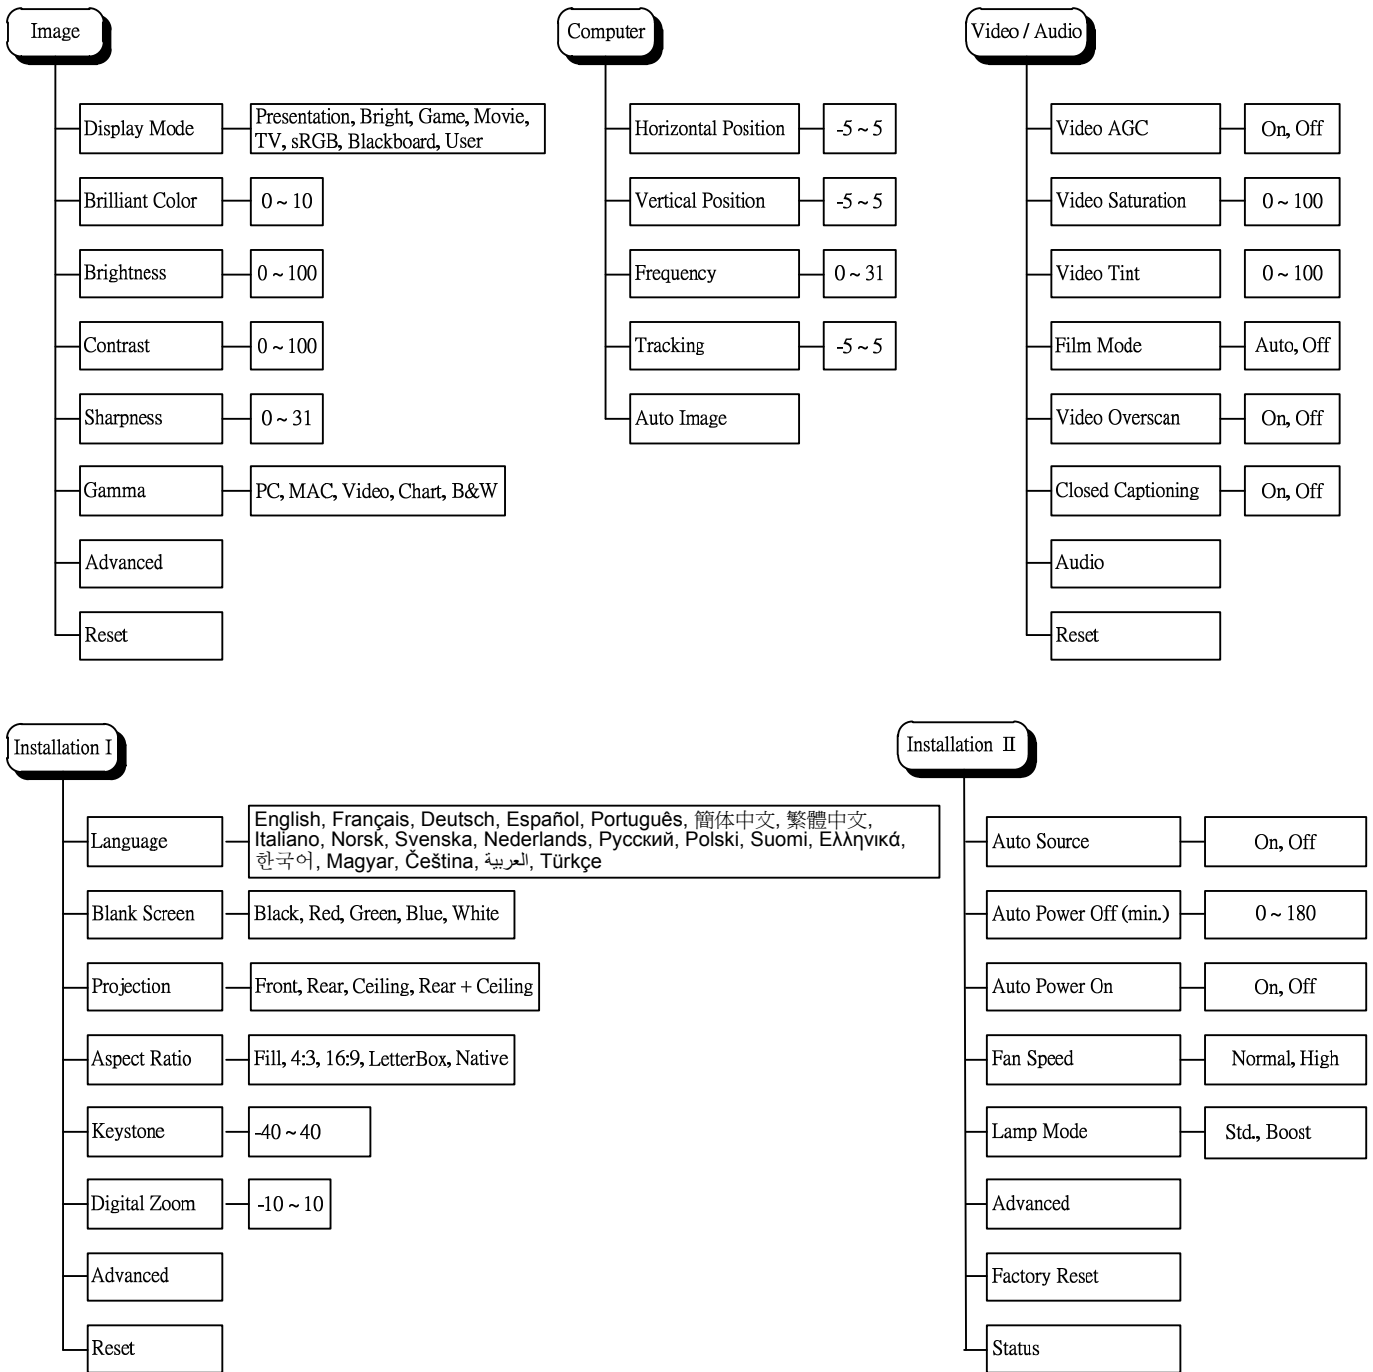 Image
Display Mode
Presentation, Bright, Game, Movie,
TV, sRGB, Blackboard, User
Brilliant Color
0 ~ 10
Brightness
0 ~ 100
Contrast
0 ~ 100
Sharpness
0 ~ 31
Gamma
PC, MAC, Video, Chart, B&W
Advanced
Reset
Computer
Horizontal Position
-5 ~ 5
Vertical Position
-5 ~ 5
Frequency
0 ~ 31
Tracking
-5 ~ 5
Auto Image
Video / Audio
Video AGC
On, Off
Video Saturation
0 ~ 100
Video Tint
0 ~ 100
Film Mode
Auto, Off
Video Overscan
On, Off
Closed Captioning
On, Off
Audio
Reset
Installation I
Language
English, Français, Deutsch, Español, Português, 簡体中文, 繁體中文,
Italiano, Norsk, Svenska, Nederlands, Русский, Polski, Suomi, Ελληνικά,
한국어, Magyar, Čeština, العربية, Türkçe
Blank Screen
Black, Red, Green, Blue, White
Projection
Front, Rear, Ceiling, Rear + Ceiling
Aspect Ratio
Fill, 4:3, 16:9, LetterBox, Native
Keystone
-40 ~ 40
Digital Zoom
-10 ~ 10
Advanced
Reset
Installation II
Auto Source
On, Off
Auto Power Off (min.)
0 ~ 180
Auto Power On
On, Off
Fan Speed
Normal, High
Lamp Mode
Std., Boost
Advanced
Factory Reset
Status